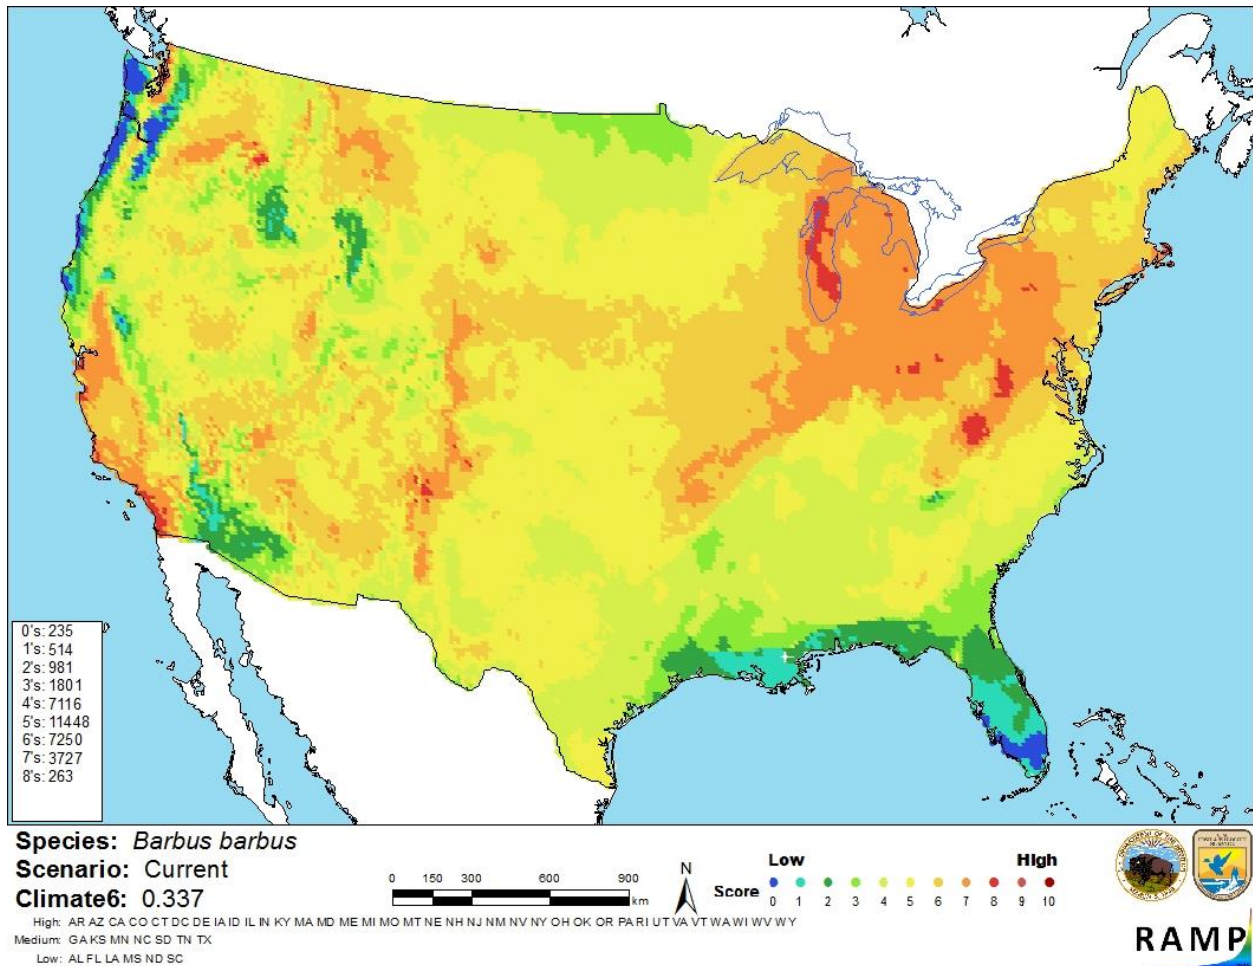 0's: 235
1's: 514
2's: 981
3's: 1801
4's: 7116
5's: 11448
6's: 7250
7's: 3727
8's: 263
Species: Barbus barbus
Scenario: Current
Climate6: 0.337
High: AR AZ CA CO CT DC DE IA ID IL IN KY MA MD ME MI MO MT NE NH NJ NM NV NY OH OK OR PA RI UT VA VT WA WI WV WY
Medium: GA KS MN NC SD TN TX
Low: AL FL LA MS ND SC
0 150 300 600 900
km
N
Low High
Score
0 1 2 3 4 5 6 7 8 9 10
RAMP